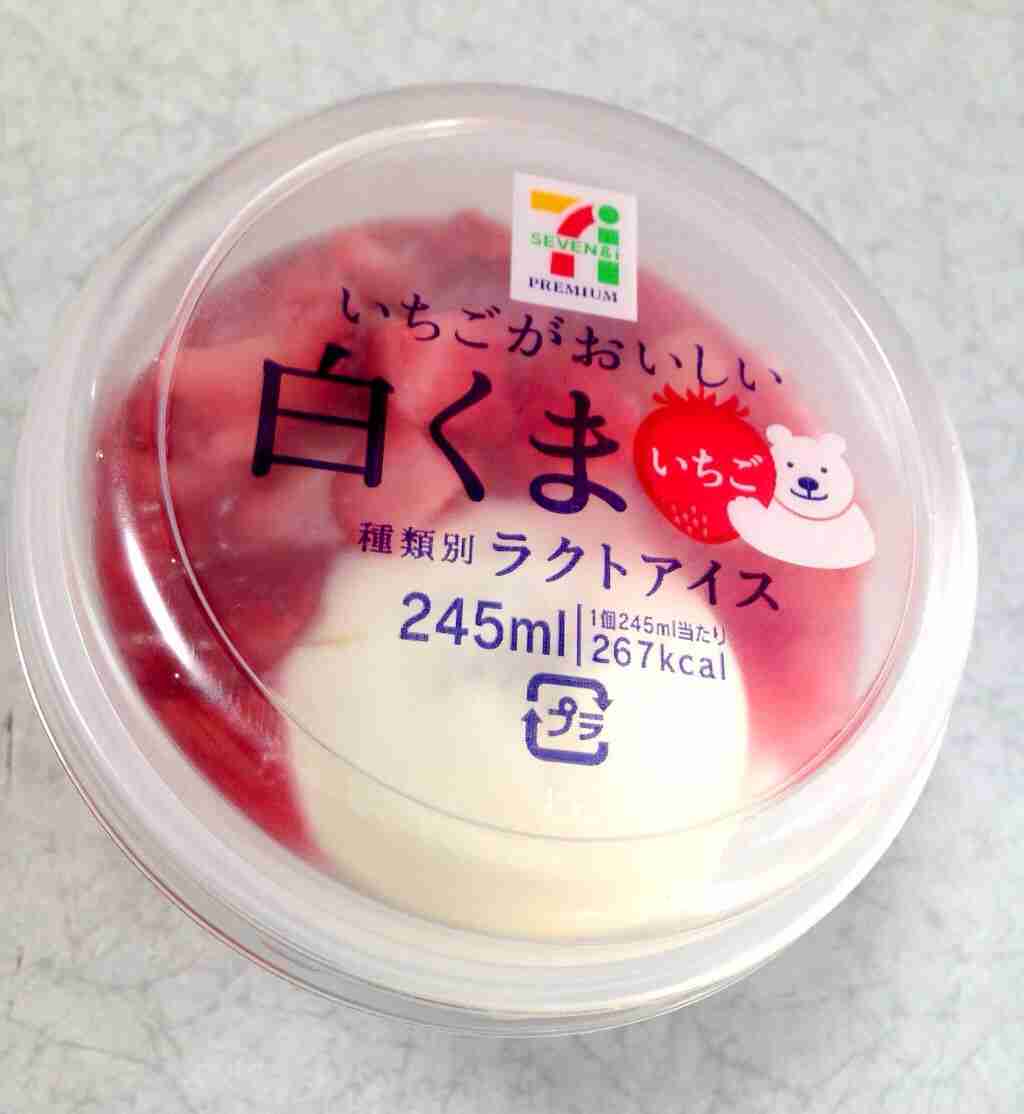 SEVEN&i
PREMIUM
いちごがおいしい
白くま
いちご
種類別 ラクトアイス
245ml
1個245ml当たり
267kcal
プラ